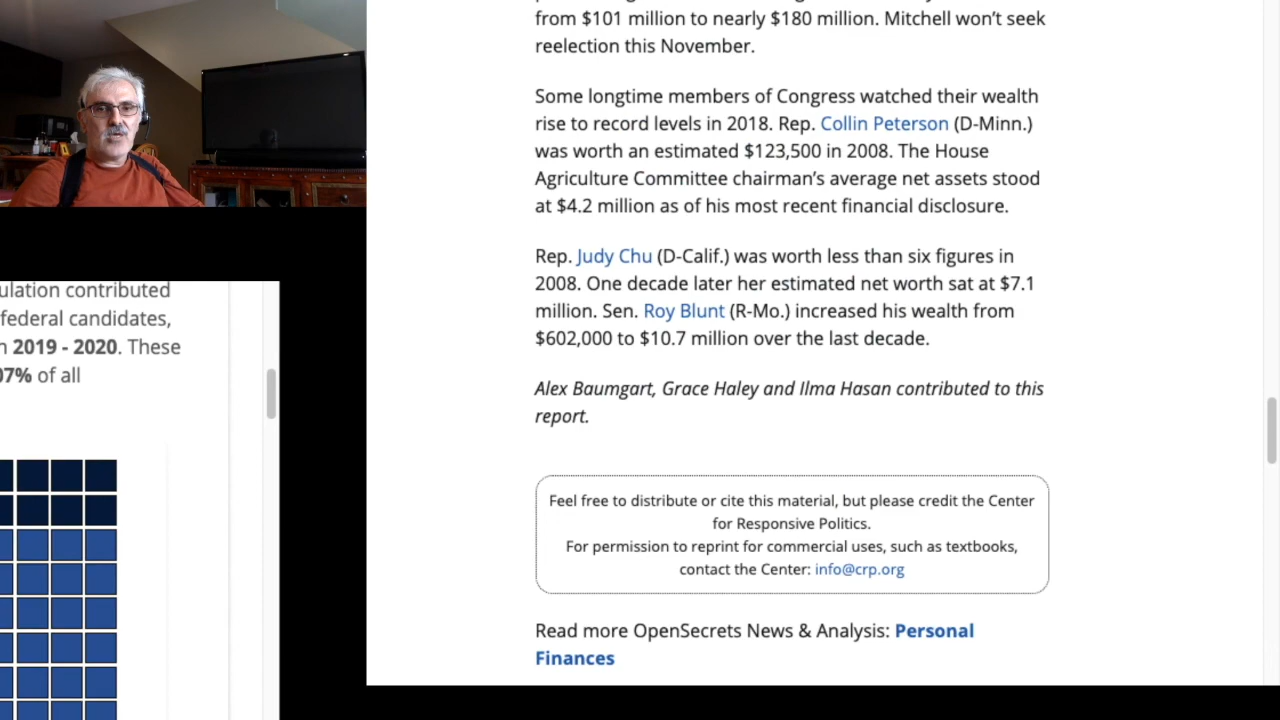 from $101 million to nearly $180 million. Mitchell won’t seek
reelection this November.
Some longtime members of Congress watched their wealth
rise to record levels in 2018. Rep. Collin Peterson (D-Minn.)
was worth an estimated $123,500 in 2008. The House
Agriculture Committee chairman’s average net assets stood
at $4.2 million as of his most recent financial disclosure.
Rep. Judy Chu (D-Calif.) was worth less than six figures in
2008. One decade later her estimated net worth sat at $7.1
million. Sen. Roy Blunt (R-Mo.) increased his wealth from
$602,000 to $10.7 million over the last decade.
Alex Baumgart, Grace Haley and Ilma Hasan contributed to this
report.
Feel free to distribute or cite this material, but please credit the Center
for Responsive Politics.
For permission to reprint for commercial uses, such as textbooks,
contact the Center: info@crp.org
Read more OpenSecrets News & Analysis: Personal
Finances
ulation contributed
federal candidates,
n 2019 - 2020. These
07% of all